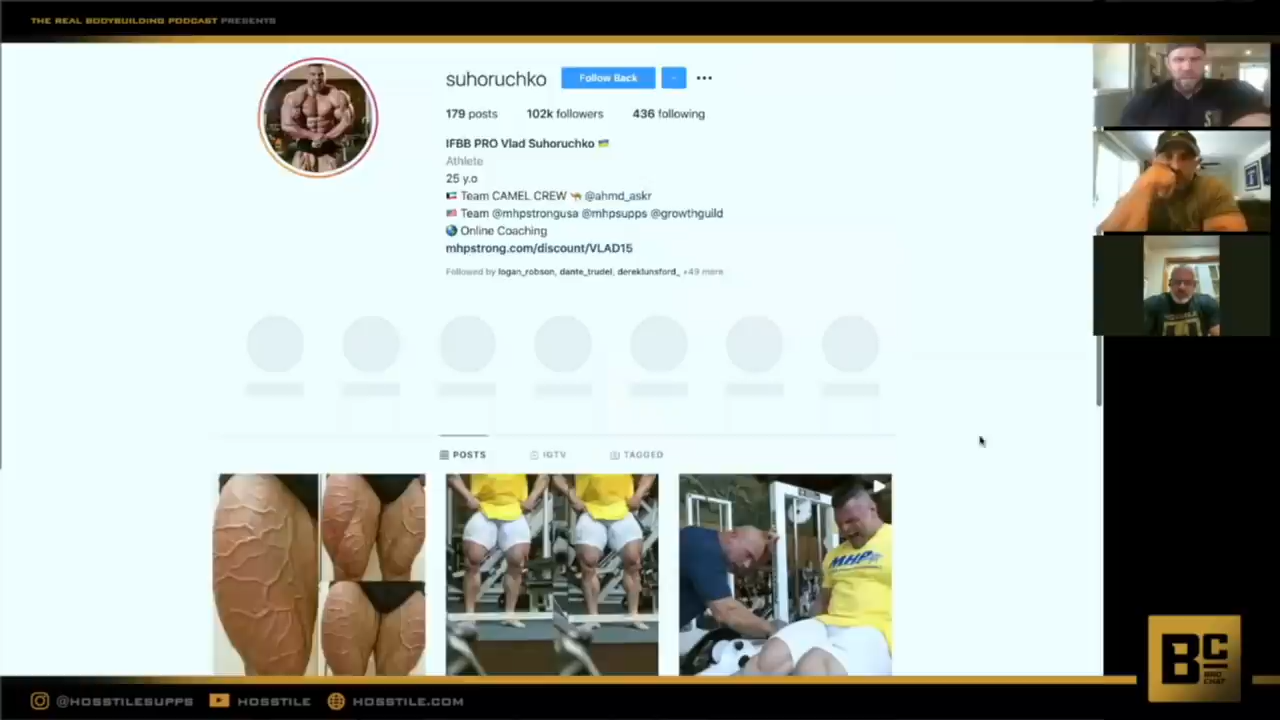 THE REAL BODYBUILDING PODCAST PRESENTS
suhoruchko
Follow Back
179 posts 102k followers 436 following
IFBB PRO Vlad Suhoruchko
Athlete
25 y.o
Team CAMEL CREW @ahmd_askr
Team @mhpstrongusa @mhpsupps @growthguild
Online Coaching
mhpstrong.com/discount/VLAD15
Followed by logan_robson, dante_trudel, dereklunsford_ +49 more
POSTS IGTV TAGGED
MHP
BC
BRO CHAT
@HOSSTILESUPPS HOSSTILE HOSSTILE.COM